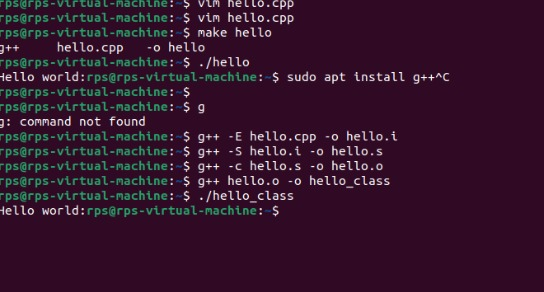 rps@rps-virtual-machine:~$ vim hello.cpp
rps@rps-virtual-machine:~$ vim hello.cpp
rps@rps-virtual-machine:~$ make hello
g++     hello.cpp   -o hello
rps@rps-virtual-machine:~$ ./hello
Hello world:rps@rps-virtual-machine:~$ sudo apt install g++^C
rps@rps-virtual-machine:~$
rps@rps-virtual-machine:~$ g
g: command not found
rps@rps-virtual-machine:~$ g++ -E hello.cpp -o hello.i
rps@rps-virtual-machine:~$ g++ -S hello.i -o hello.s
rps@rps-virtual-machine:~$ g++ -c hello.s -o hello.o
rps@rps-virtual-machine:~$ g++ hello.o -o hello_class
rps@rps-virtual-machine:~$ ./hello_class
Hello world:rps@rps-virtual-machine:~$